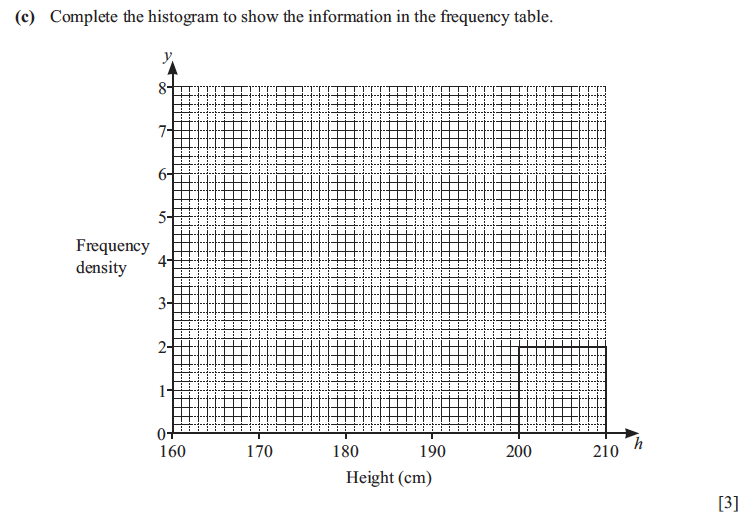 (c) Complete the histogram to show the information in the frequency table.
y
8
7
6
5
Frequency
density
4
3
2
1
0
160 170 180 190 200 210 h
Height (cm)
[3]